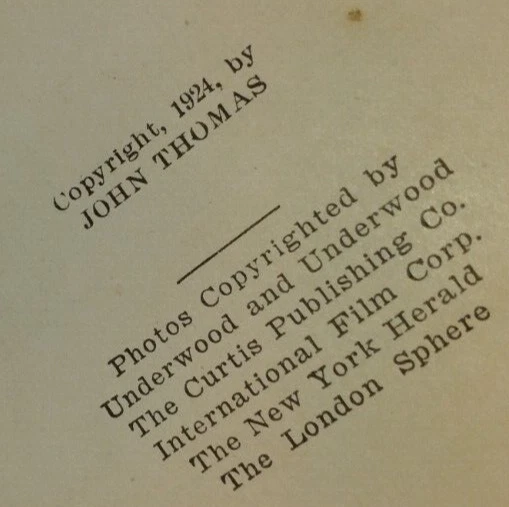 Copyright, 1924, by
JOHN THOMAS
Photos Copyrighted by
Underwood and Underwood
The Curtis Publishing Co.
International Film Corp.
The New York Herald
The London Sphere